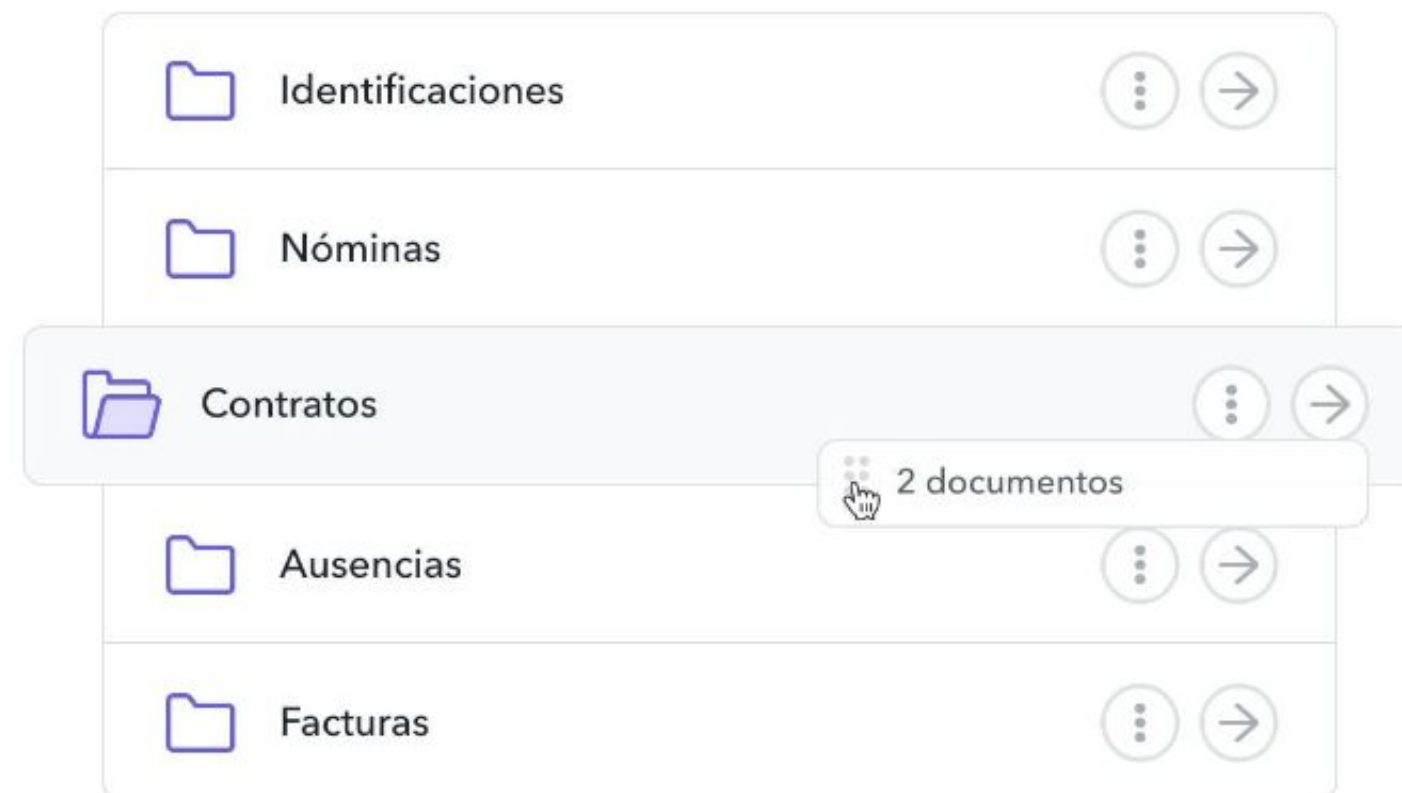 Identificaciones
Nóminas
Contratos
2 documentos
Ausencias
Facturas